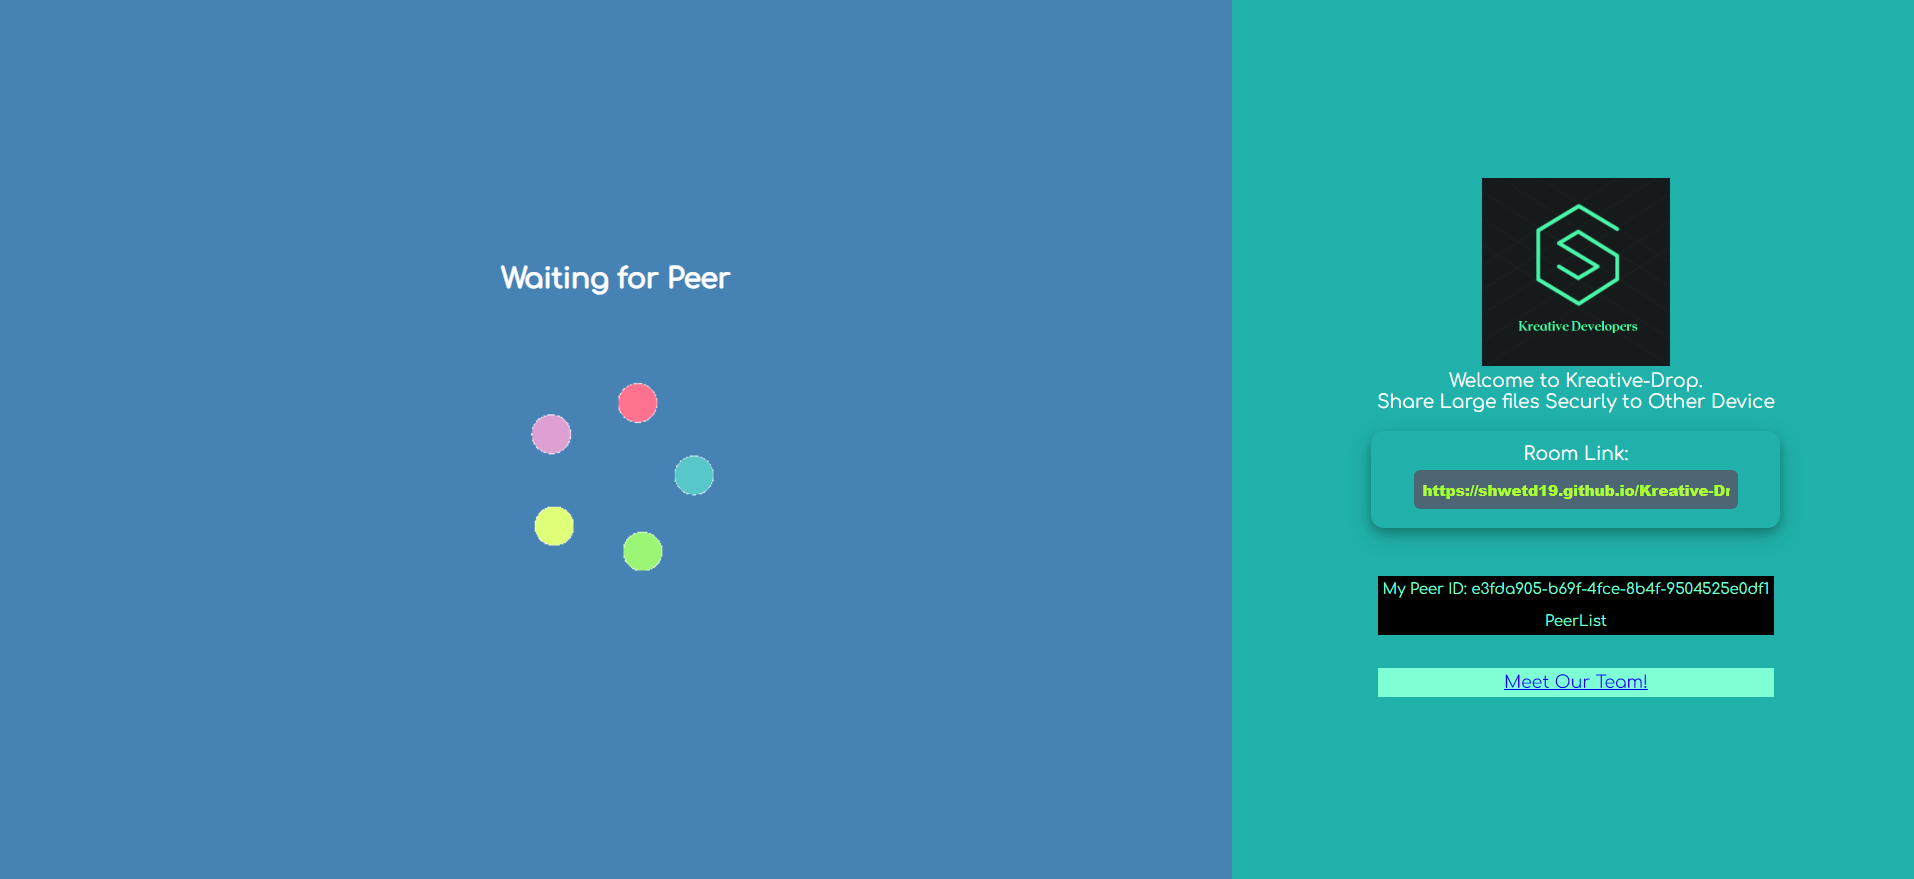 Waiting for Peer
Kreative Developers
Welcome to Kreative-Drop.
Share Large files Securly to Other Device
Room Link:
https://shwetd19.github.io/Kreative-Dr
My Peer ID: e3fda905-b69f-4fce-8b4f-9504525e0df1
PeerList
Meet Our Team!